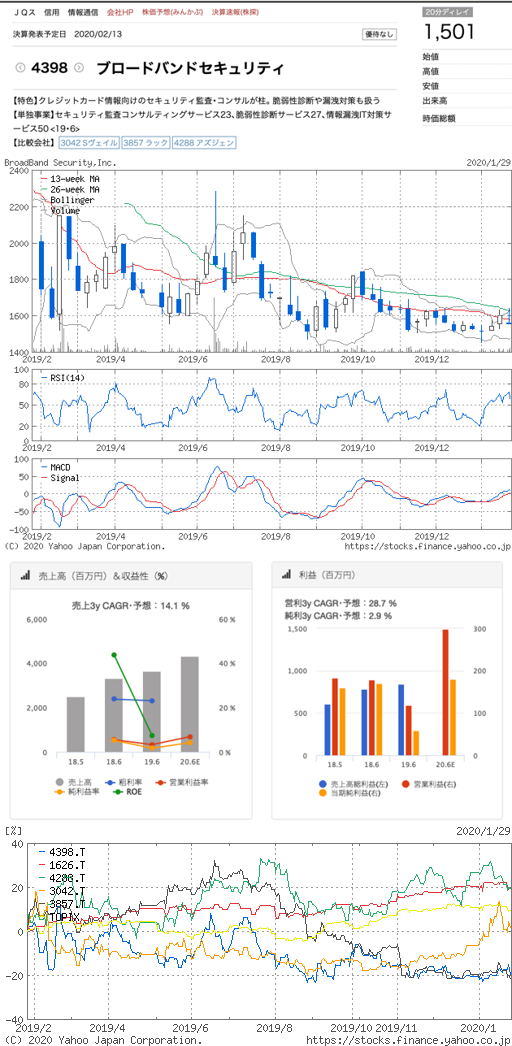 JQス 信用 情報通信 会社HP 株価予想(みんかぶ) 決算速報(株探)
20分ディレイ
1,501
決算発表予定日 2020/02/13
優待なし
4398 ブロードバンドセキュリティ
始値
高値
安値
出来高
時価総額
【特色】クレジットカード情報向けのセキュリティ監査・コンサルが柱。脆弱性診断や漏洩対策も扱う
【単独事業】セキュリティ監査コンサルティングサービス23、脆弱性診断サービス27、情報漏洩IT対策サ
ービス50<19・6>
【比較会社】 3042 Sヴェイル 3857 ラック 4288 アズジェン
BroadBand Security,Inc. 2020/1/29
13-week MA
26-week MA
Bollinger
Volume
2400
2200
2000
1800
1600
1400
2019/2 2019/4 2019/6 2019/8 2019/10 2019/12
RSI(14)
100
80
50
20
0
2019/2 2019/4 2019/6 2019/8 2019/10 2019/12
MACD
Signal
100
50
0
-50
-100
2019/2 2019/4 2019/6 2019/8 2019/10 2019/12
(C) 2020 Yahoo Japan Corporation. https://stocks.finance.yahoo.co.jp
売上高（百万円）＆収益性（%）
売上3y CAGR・予想：14.1 %
6,000 60 %
4,000 40 %
2,000 20 %
0 0 %
18.5 18.6 19.6 20.6E
売上高 粗利率 営業利益率
純利益率 ROE
利益（百万円）
営利3y CAGR・予想：28.7 %
純利3y CAGR・予想：2.9 %
1,500 300
1,000 200
500 100
0 0
18.5 18.6 19.6 20.6E
売上高総利益(左) 営業利益(右)
当期純利益(右)
[%] 2020/1/29
4398.T
1626.T
4288.T
3042.T
3857.T
TOPIX
40
20
0
-20
-40
2019/2 2019/4 2019/6 2019/8 2019/10 2019/11 2020/1
(C) 2020 Yahoo Japan Corporation. https://stocks.finance.yahoo.co.jp/